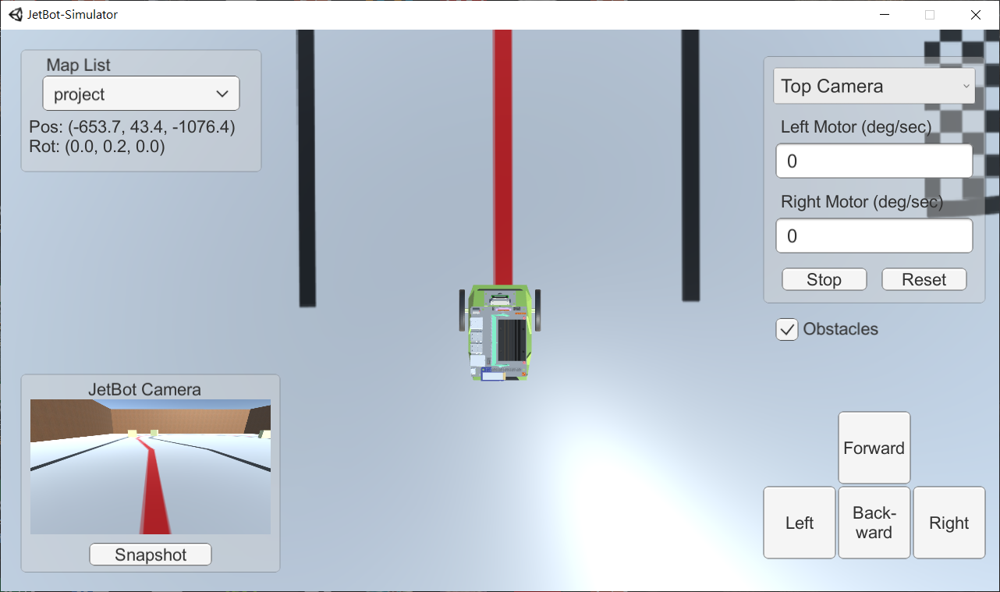 JetBot-Simulator
Map List
project
Pos: (-653.7, 43.4, -1076.4)
Rot: (0.0, 0.2, 0.0)
Top Camera
Left Motor (deg/sec)
0
Right Motor (deg/sec)
0
Stop
Reset
Obstacles
JetBot Camera
Snapshot
Forward
Left
Back-
ward
Right